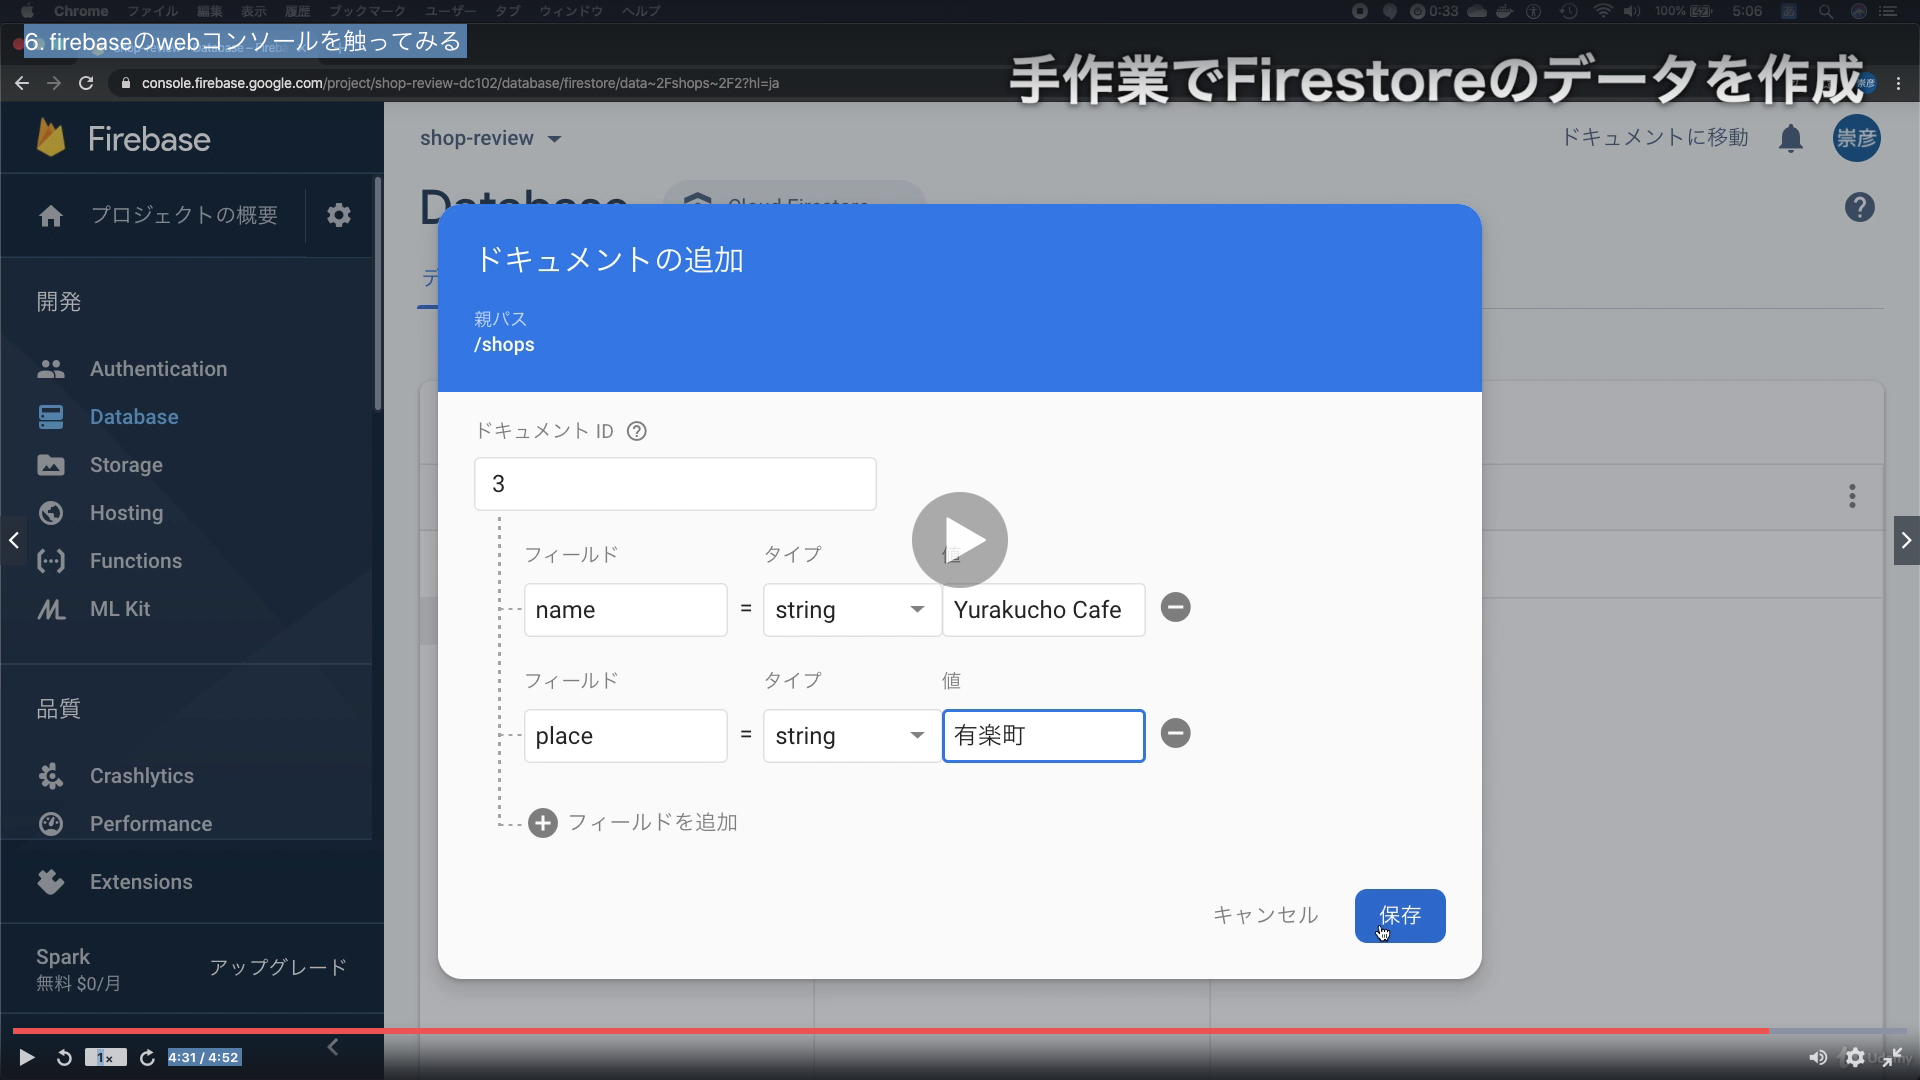 Chrome ファイル 編集 表示 履歴 ブックマーク ユーザー タブ ウィンドウ ヘルプ 0:33 100% 5:06 あ
6. firebaseのwebコンソールを触ってみる
console.firebase.google.com/project/shop-review-dc102/database/firestore/data~2Fshops~2F2?hl=ja
手作業でFirestoreのデータを作成
Firebase
shop-review
ドキュメントに移動
崇彦
プロジェクトの概要
Database
Cloud Firestore
開発
Authentication
Database
Storage
Hosting
Functions
ML Kit
品質
Crashlytics
Performance
Extensions
Spark
無料 $0/月
アップグレード
ドキュメントの追加
親パス
/shops
ドキュメント ID
3
フィールド タイプ 値
name = string Yurakucho Cafe
フィールド タイプ 値
place = string 有楽町
フィールドを追加
キャンセル 保存
1x 4:31 / 4:52
Udemy